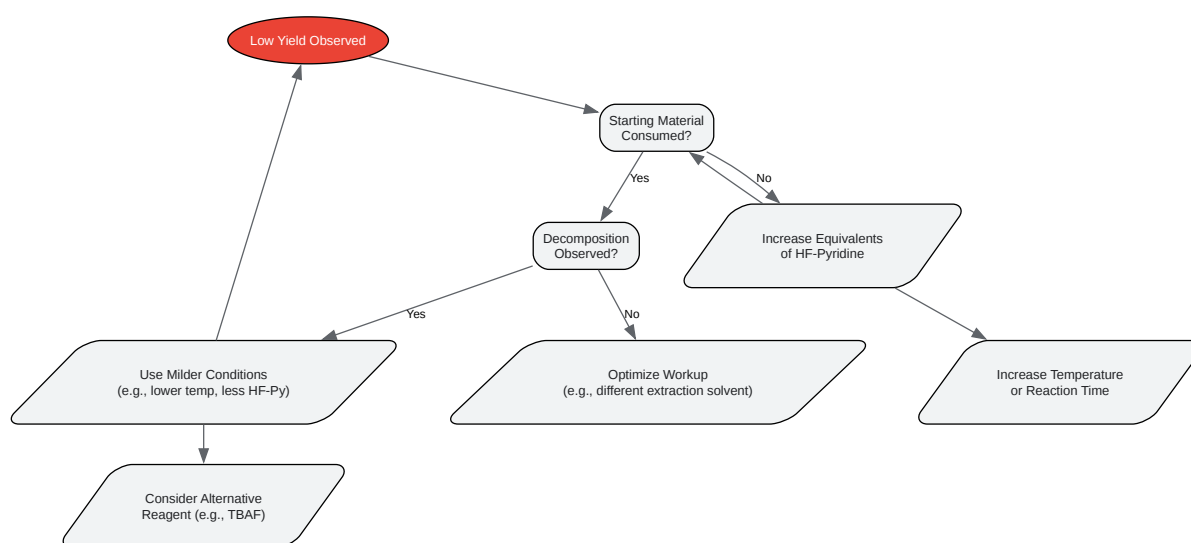 Low Yield Observed
Starting Material
Consumed?
Yes
No
Decomposition
Observed?
Increase Equivalents
of HF-Pyridine
Yes
No
Use Milder Conditions
(e.g., lower temp, less HF-Py)
Optimize Workup
(e.g., different extraction solvent)
Increase Temperature
or Reaction Time
Consider Alternative
Reagent (e.g., TBAF)